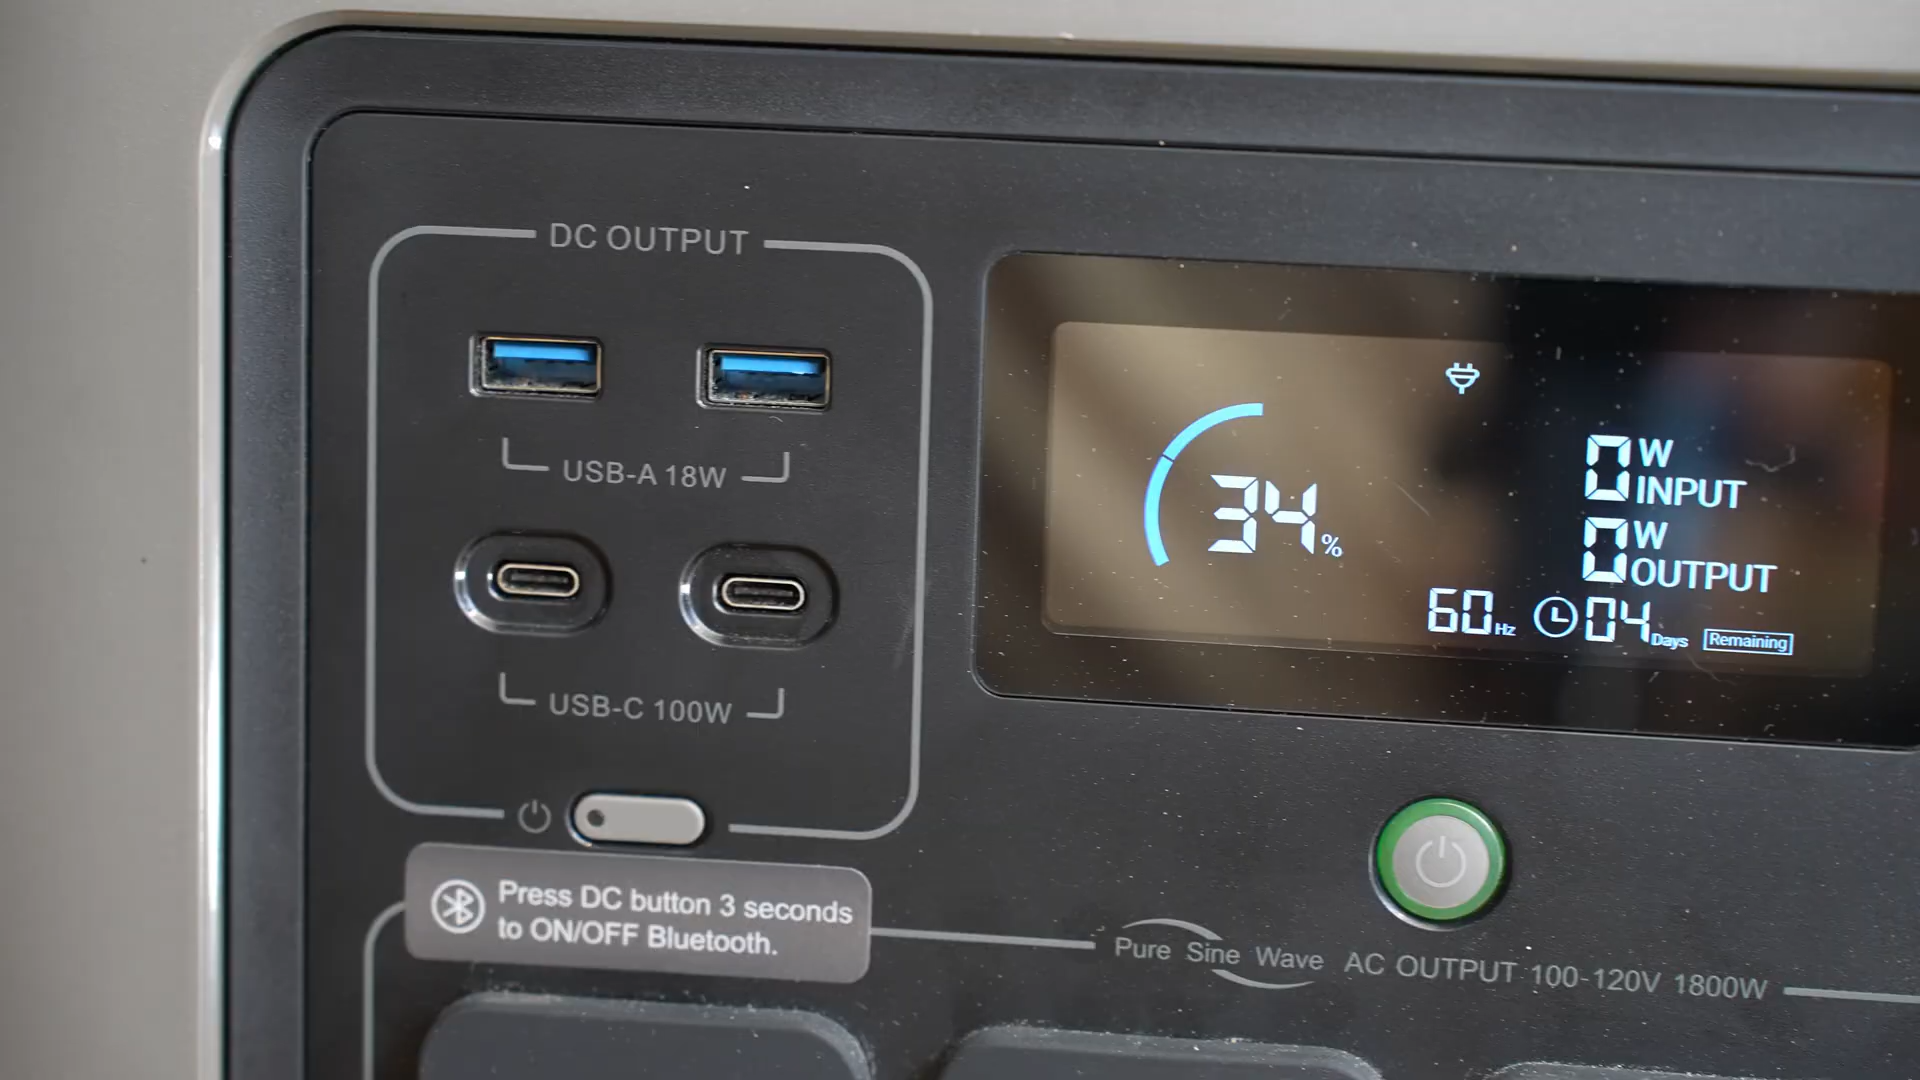 DC OUTPUT
USB-A 18W
USB-C 100W
Press DC button 3 seconds
to ON/OFF Bluetooth.
34%
0W
INPUT
0W
OUTPUT
60Hz 04Days Remaining
Pure Sine Wave AC OUTPUT 100-120V 1800W